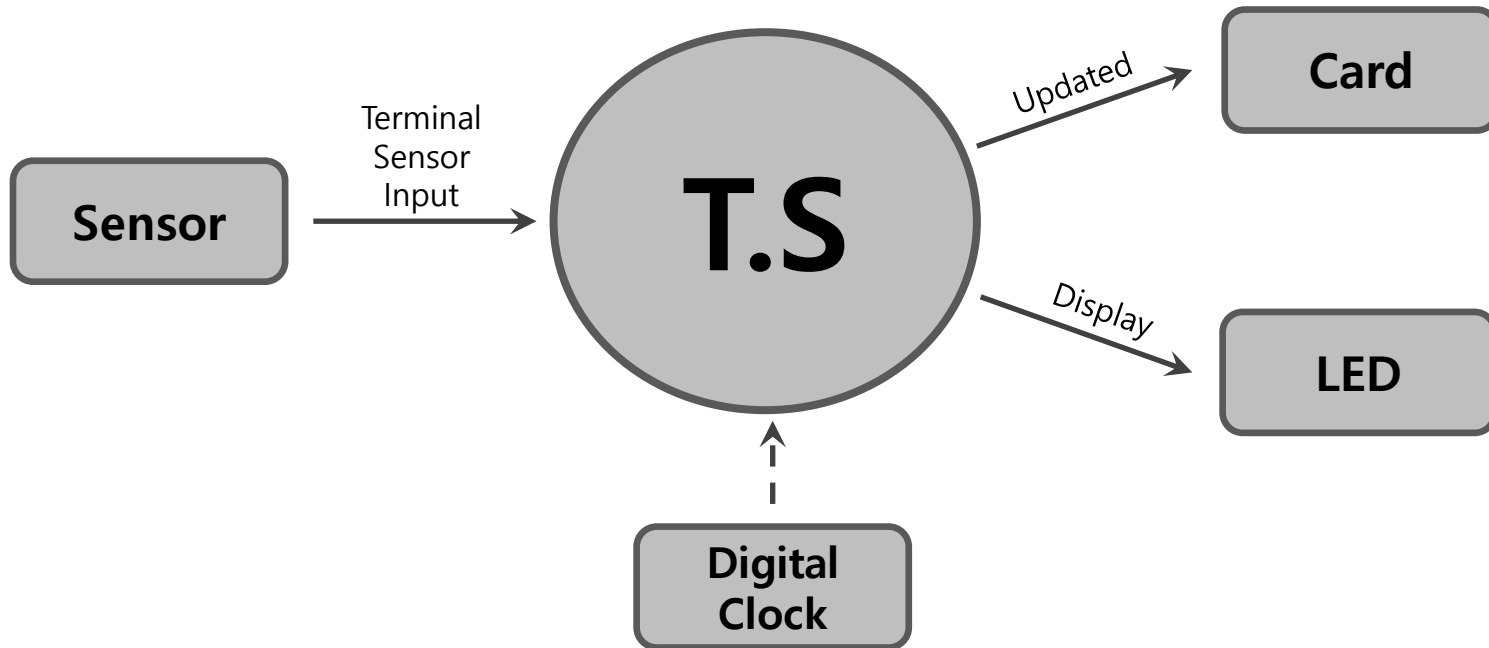 Terminal
Sensor
Input
Sensor
T.S
Updated
Card
Display
LED
Digital
Clock